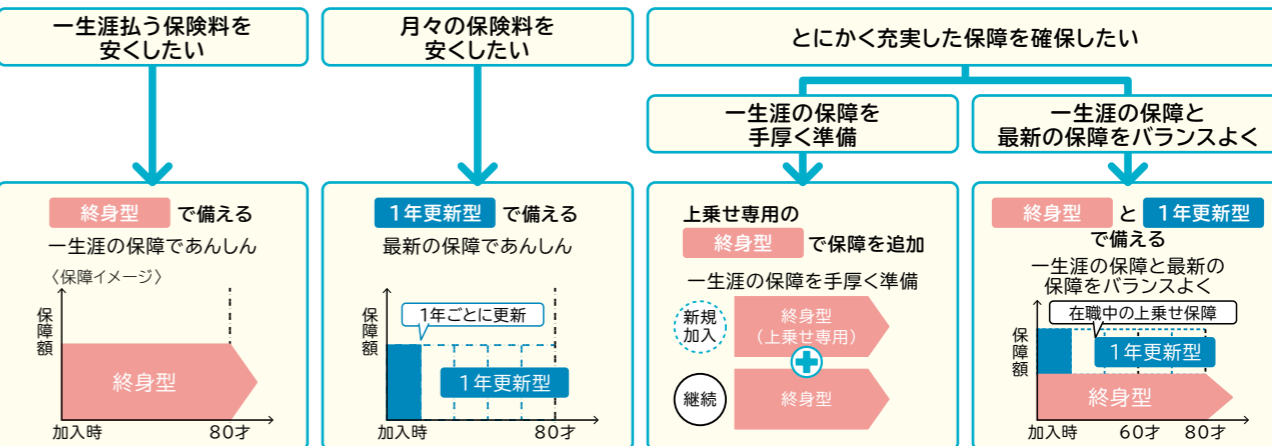 一生涯払う保険料を
安くしたい
月々の保険料を
安くしたい
とにかく充実した保障を確保したい
一生涯の保障を
手厚く準備
一生涯の保障と
最新の保障をバランスよく
終身型 で備える
一生涯の保障であんしん
〈保障イメージ〉
保障額
終身型
加入時
80才
1年更新型 で備える
最新の保障であんしん
保障額
1年ごとに更新
1年更新型
加入時
80才
上乗せ専用の
終身型 で保障を追加
一生涯の保障を手厚く準備
新規
加入
終身型
(上乗せ専用)
継続
終身型
終身型 と 1年更新型
で備える
一生涯の保障と最新の
保障をバランスよく
保障額
在職中の上乗せ保障
1年更新型
終身型
加入時
60才
80才